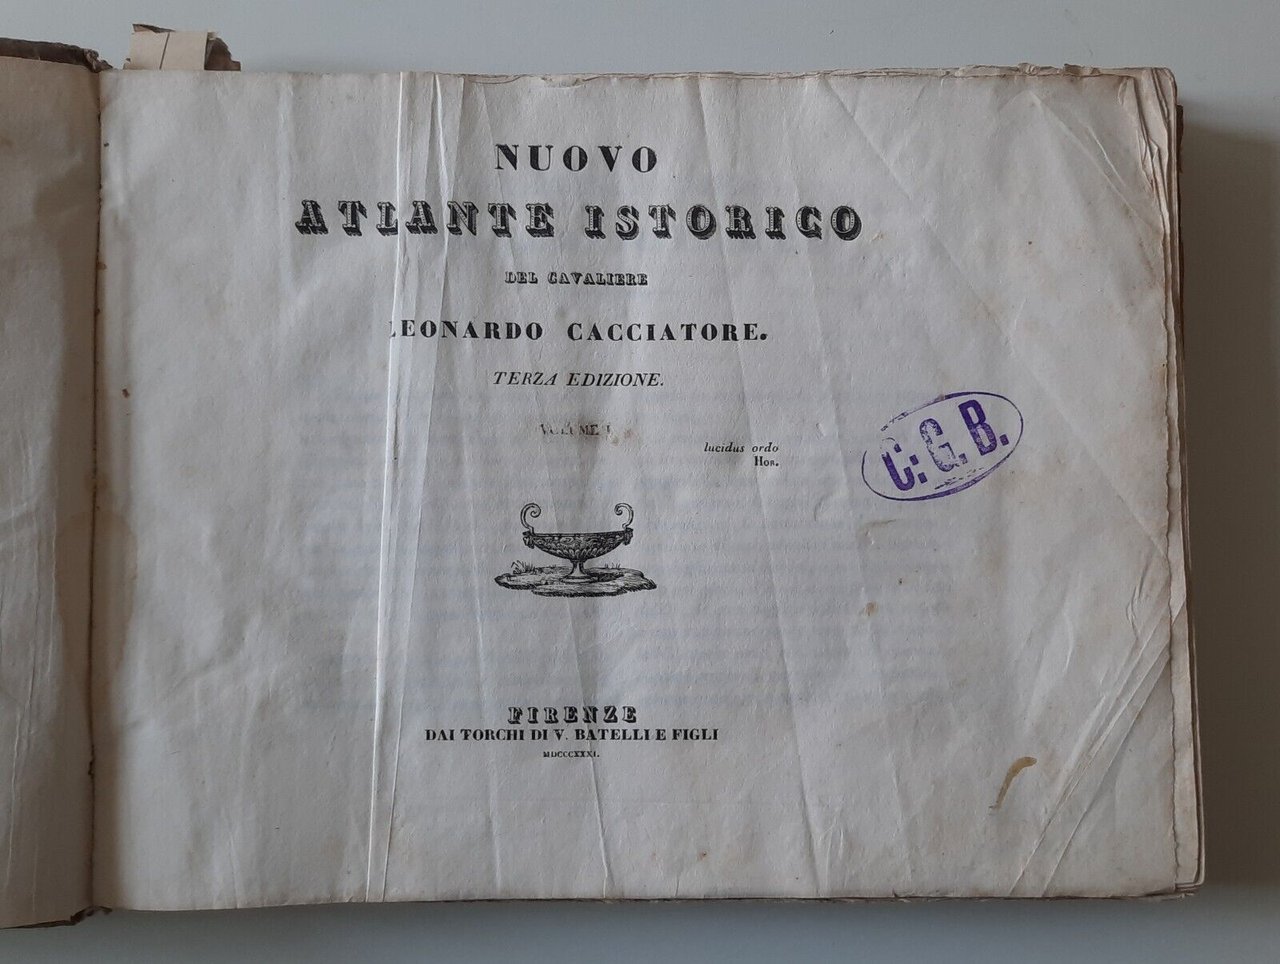 NUOVO
ATLANTE ISTORICO
DEL CAVALIERE
LEONARDO CACCIATORE.
TERZA EDIZIONE.
VOLUME I.
lucidus ordo
HOR.
C. G. B.
FIRENZE
DAI TORCHI DI V. BATELLI E FIGLI
MDCCCXXXI.